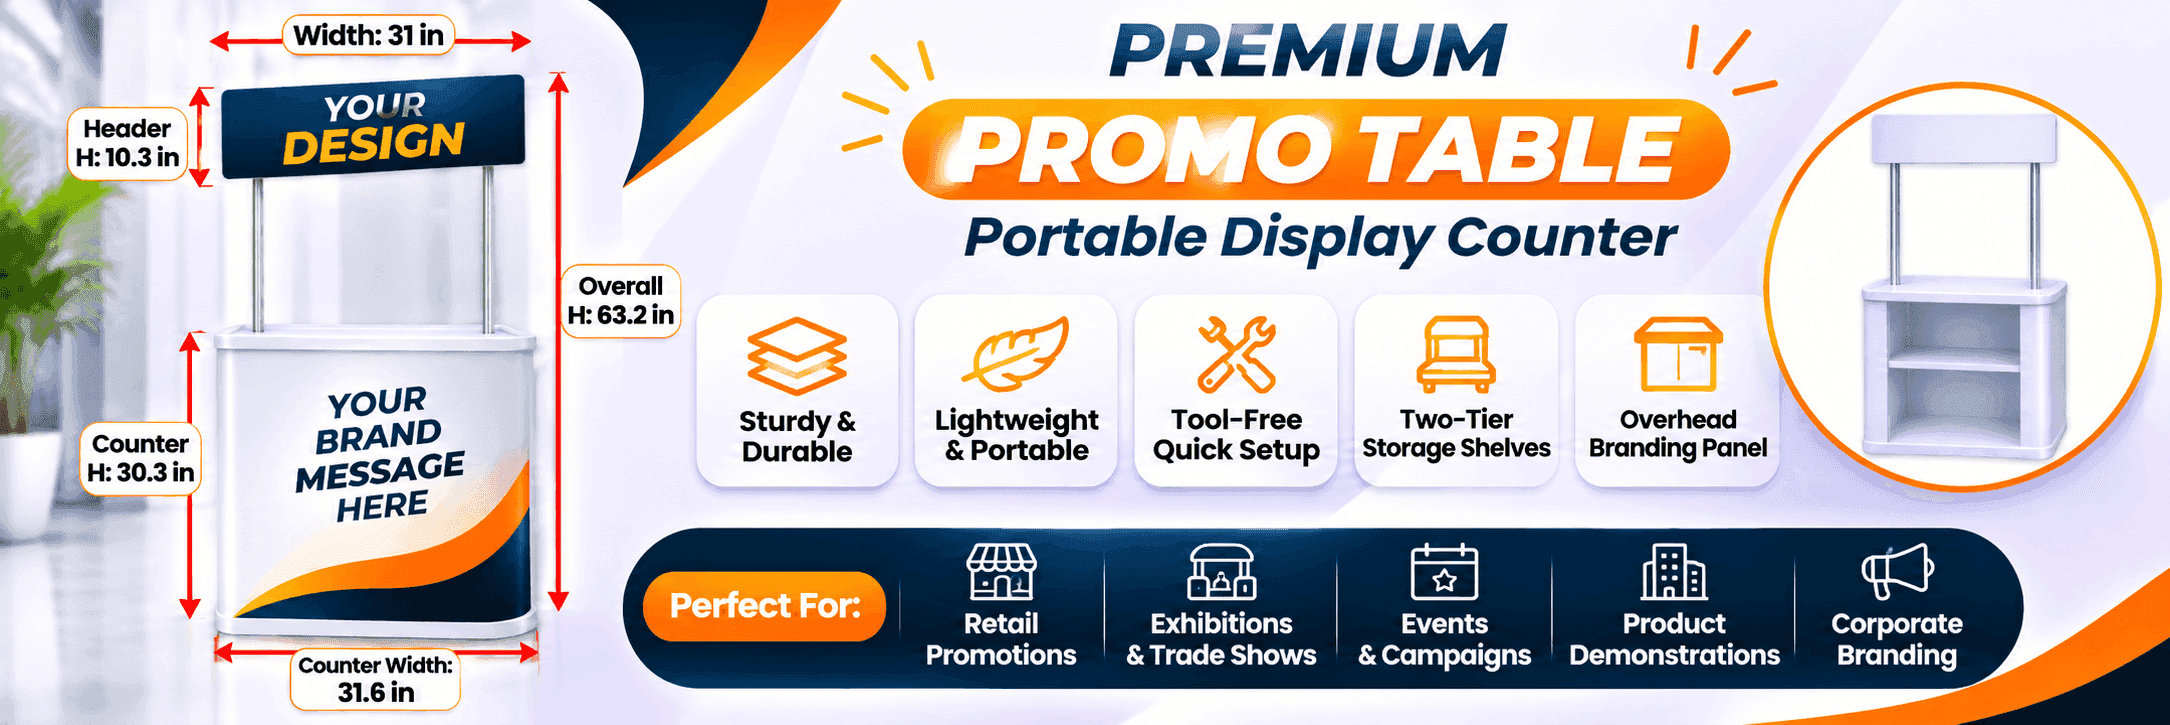 Width: 31 in
Header
H: 10.3 in
YOUR
DESIGN
Overall
H: 63.2 in
Counter
H: 30.3 in
YOUR
BRAND
MESSAGE
HERE
Counter Width:
31.6 in
PREMIUM
PROMO TABLE
Portable Display Counter
Sturdy &
Durable
Lightweight
& Portable
Tool-Free
Quick Setup
Two-Tier
Storage Shelves
Overhead
Branding Panel
Perfect For:
Retail
Promotions
Exhibitions
& Trade Shows
Events
& Campaigns
Product
Demonstrations
Corporate
Branding